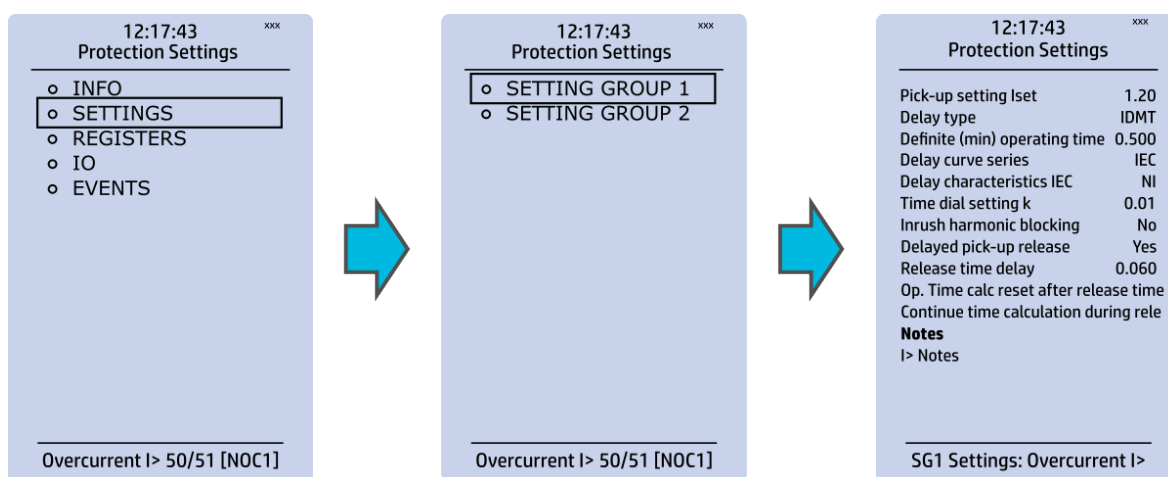 12:17:43 xxx
Protection Settings
INFO
SETTINGS
REGISTERS
IO
EVENTS
Overcurrent I> 50/51 [NOC1]
12:17:43 xxx
Protection Settings
SETTING GROUP 1
SETTING GROUP 2
Overcurrent I> 50/51 [NOC1]
12:17:43 xxx
Protection Settings
Pick-up setting Iset 1.20
Delay type IDMT
Definite (min) operating time 0.500
Delay curve series IEC
Delay characteristics IEC NI
Time dial setting k 0.01
Inrush harmonic blocking No
Delayed pick-up release Yes
Release time delay 0.060
Op. Time calc reset after release time
Continue time calculation during rele
Notes
I> Notes
SG1 Settings: Overcurrent I>